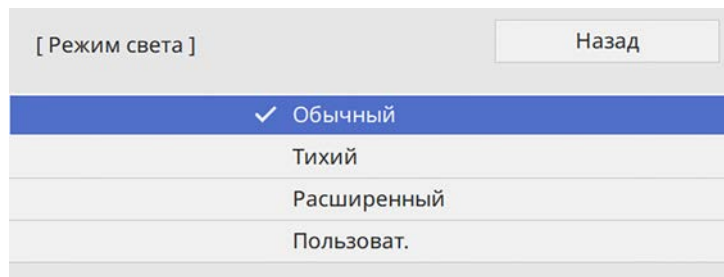 [ Режим света ]
Назад
Обычный
Тихий
Расширенный
Пользоват.